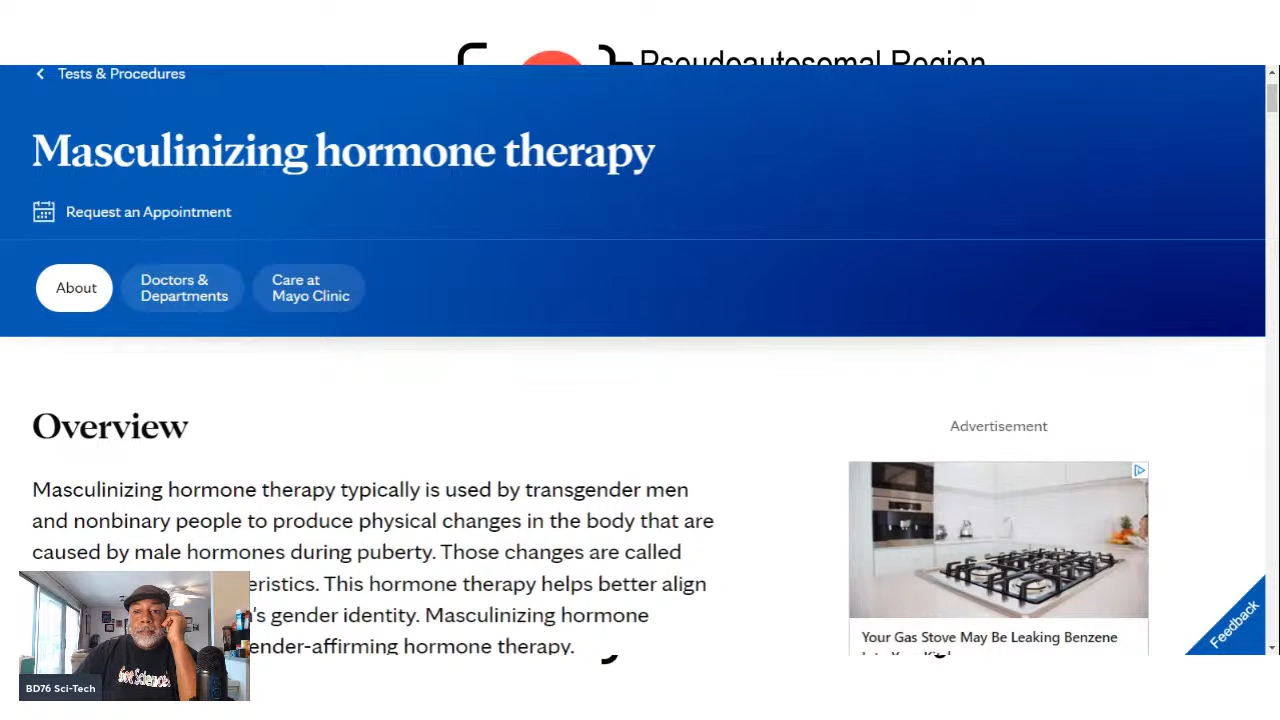 Pseudoautosomal Region
Tests & Procedures
Masculinizing hormone therapy
Request an Appointment
About
Doctors &
Departments
Care at
Mayo Clinic
Overview
Masculinizing hormone therapy typically is used by transgender men
and nonbinary people to produce physical changes in the body that are
caused by male hormones during puberty. Those changes are called
eristics. This hormone therapy helps better align
's gender identity. Masculinizing hormone
ender-affirming hormone therapy.
Advertisement
Your Gas Stove May Be Leaking Benzene
Feedback
Got Science?
BD76 Sci-Tech